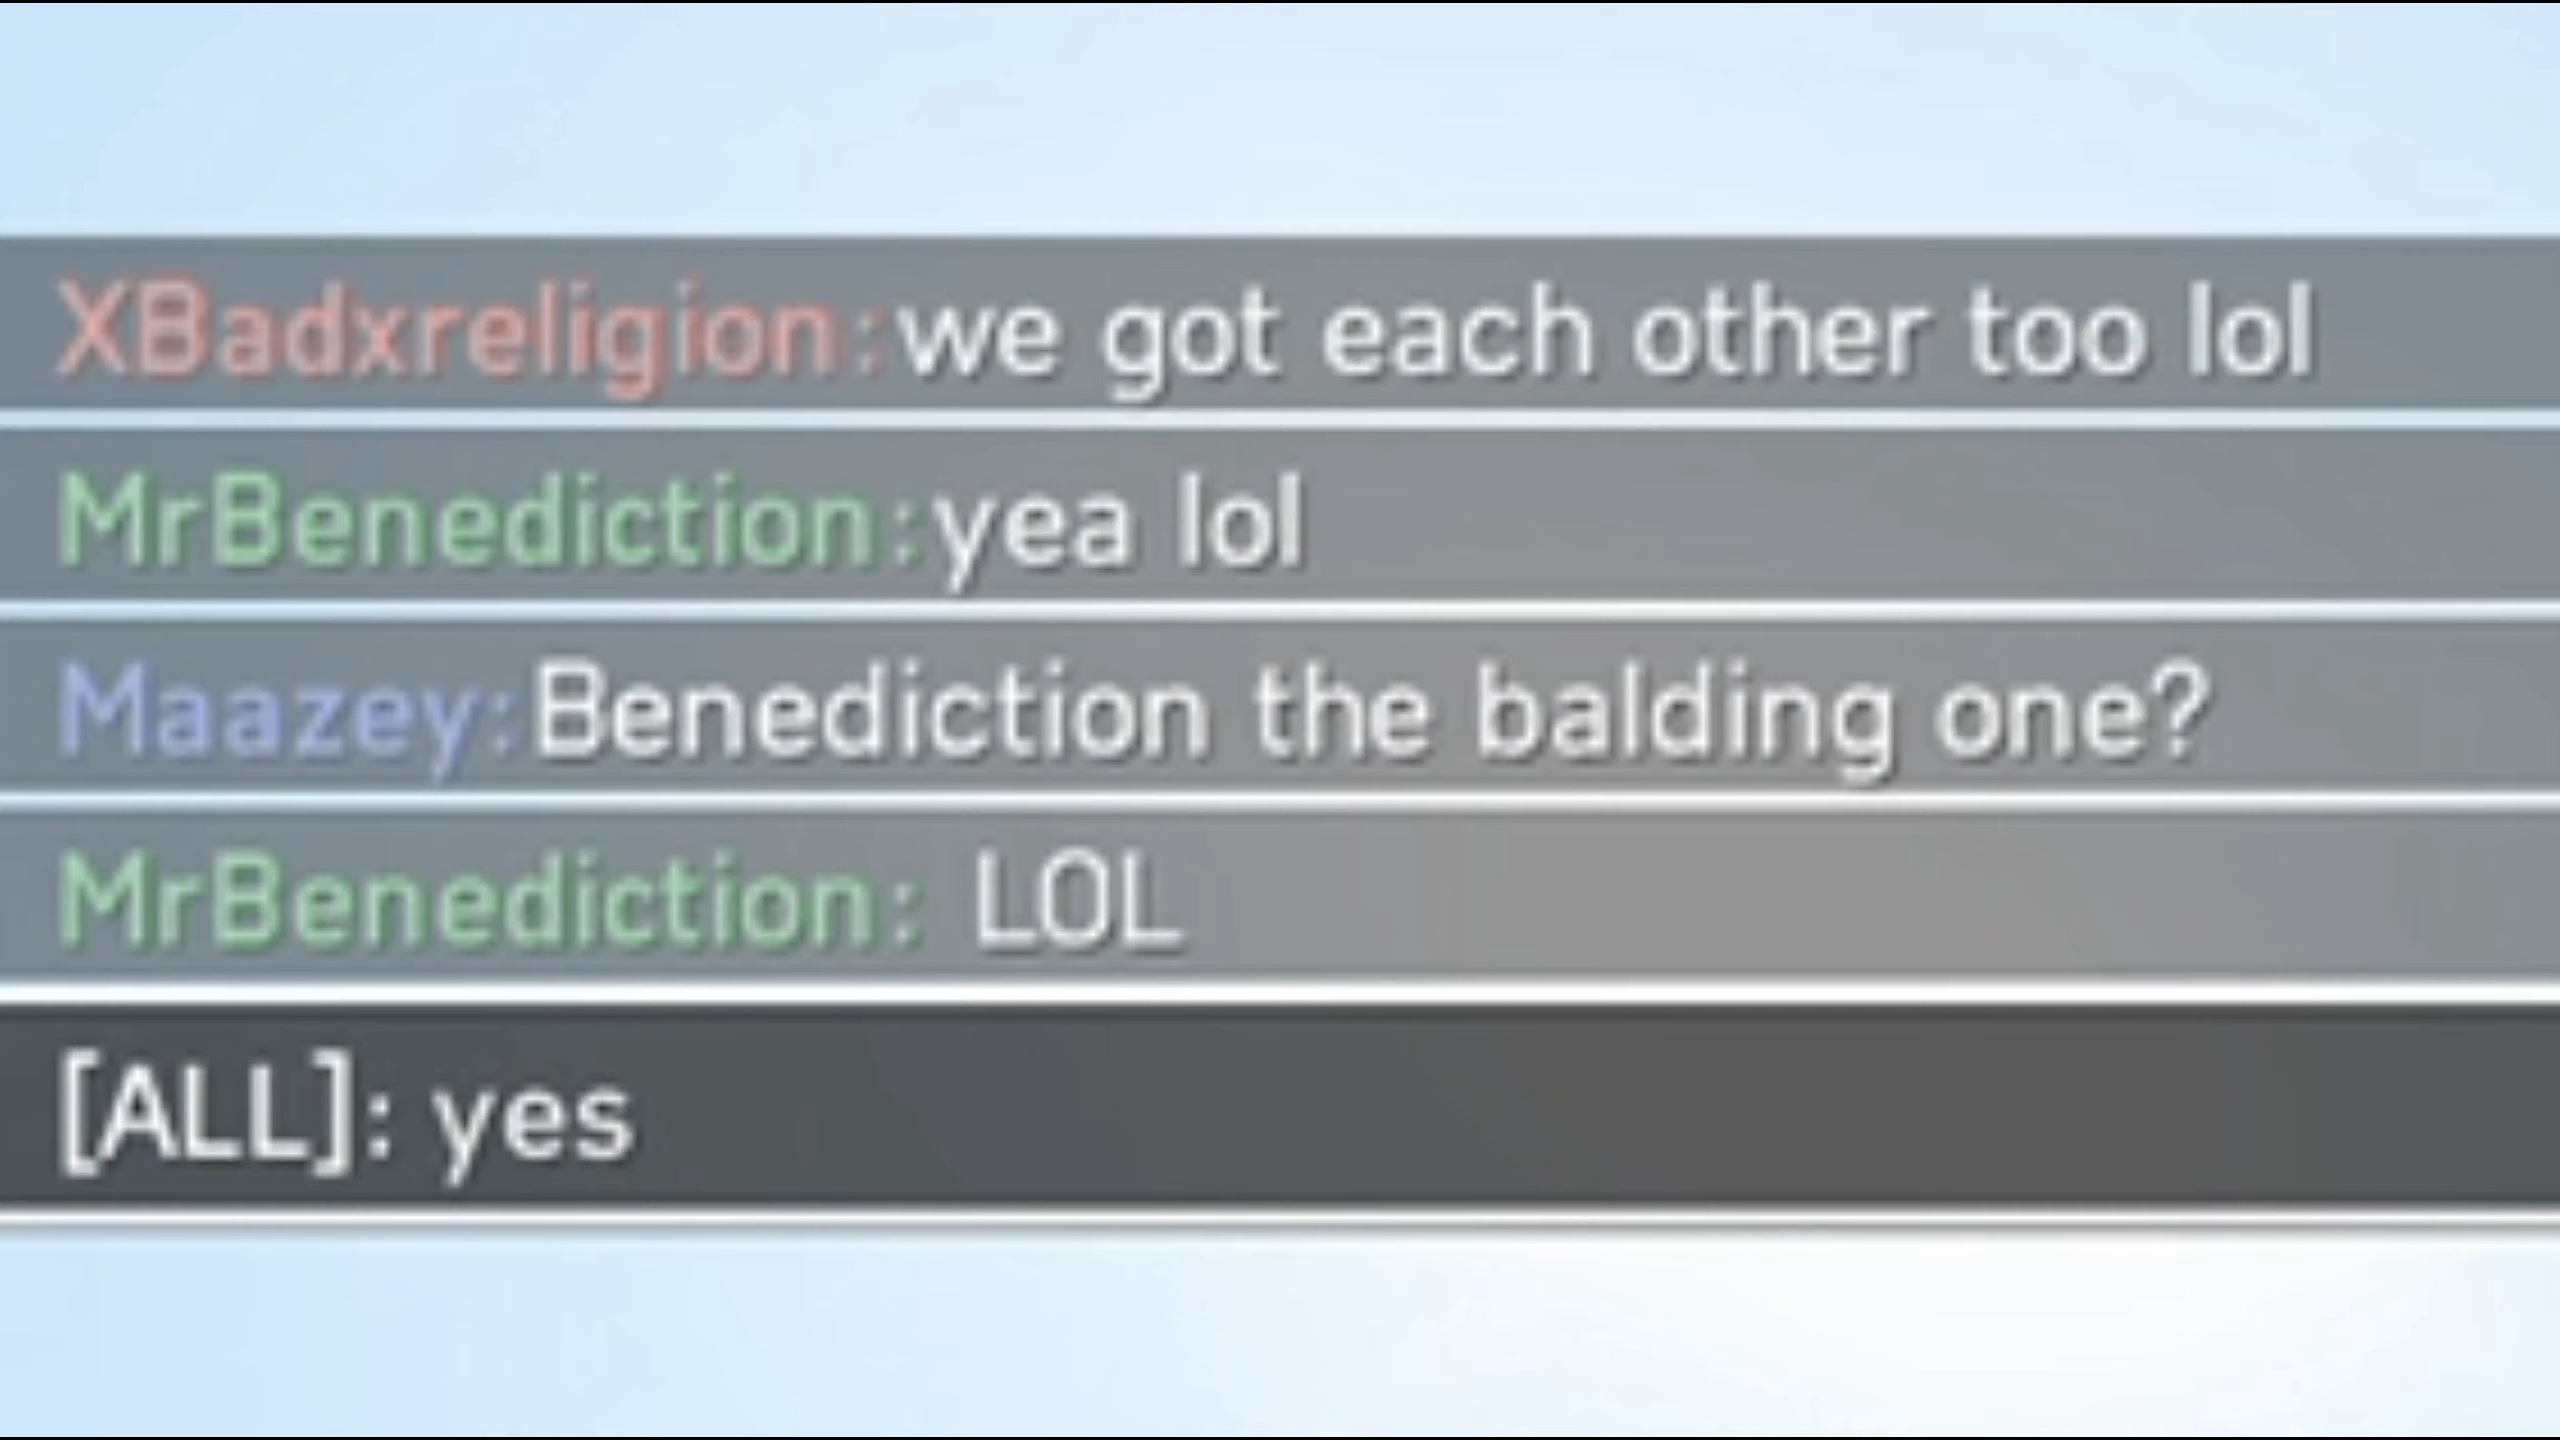 XBadxreligion:we got each other too lol
MrBenediction:yea lol
Maazey:Benediction the balding one?
MrBenediction: LOL
[ALL]: yes